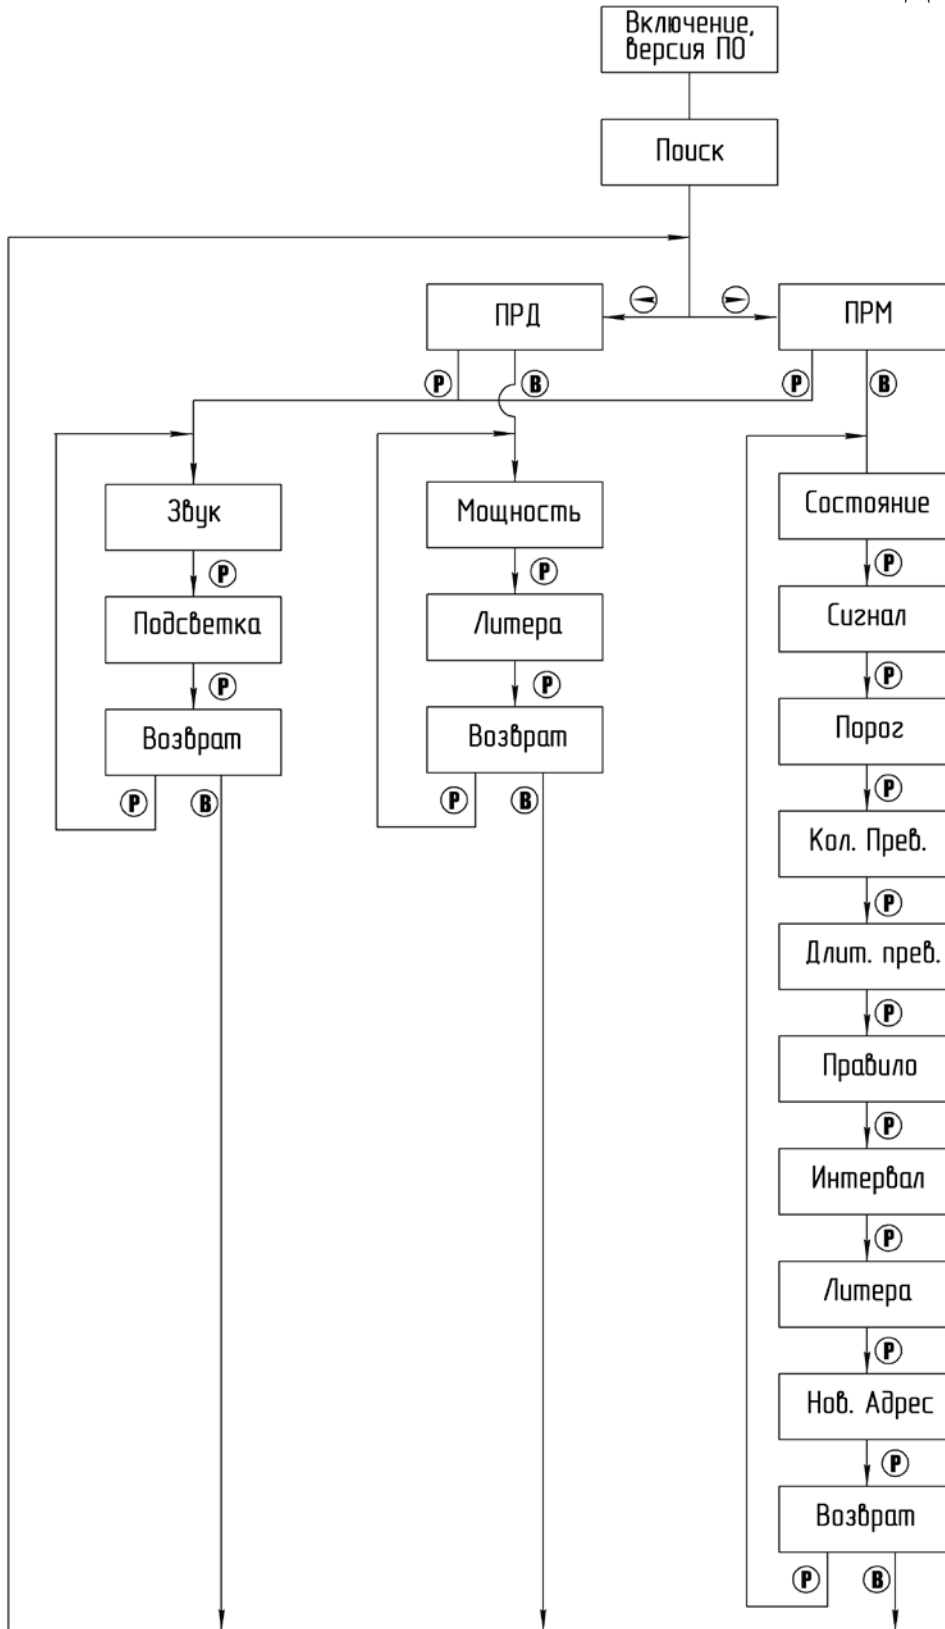 Включение,
версия ПО
Поиск
ПРД
ПРМ
Р
В
Р
В
Звук
Мощность
Состояние
Р
Р
Р
Подсветка
Литера
Сигнал
Р
Р
Р
Возврат
Возврат
Порог
Р
В
Р
В
Р
Кол. Прев.
Р
Длит. прев.
Р
Правило
Р
Интервал
Р
Литера
Р
Нов. Адрес
Р
Возврат
Р
В